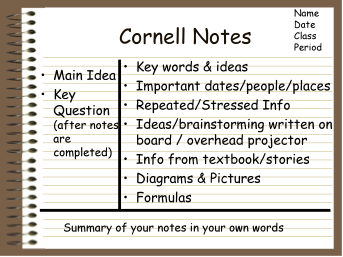 Name
Date
Class
Period
Cornell Notes
• Main Idea
• Key
Question
(after notes
are
completed)
• Key words & ideas
• Important dates/people/places
• Repeated/Stressed Info
• Ideas/brainstorming written on
board / overhead projector
• Info from textbook/stories
• Diagrams & Pictures
• Formulas
Summary of your notes in your own words